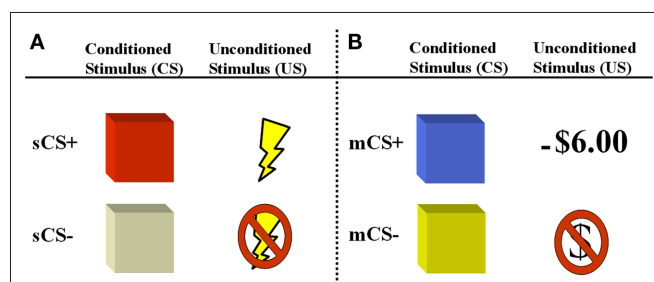 A
Conditioned
Stimulus (CS)
Unconditioned
Stimulus (US)
sCS+
sCS-
B
Conditioned
Stimulus (CS)
Unconditioned
Stimulus (US)
mCS+
-$6.00
mCS-
$